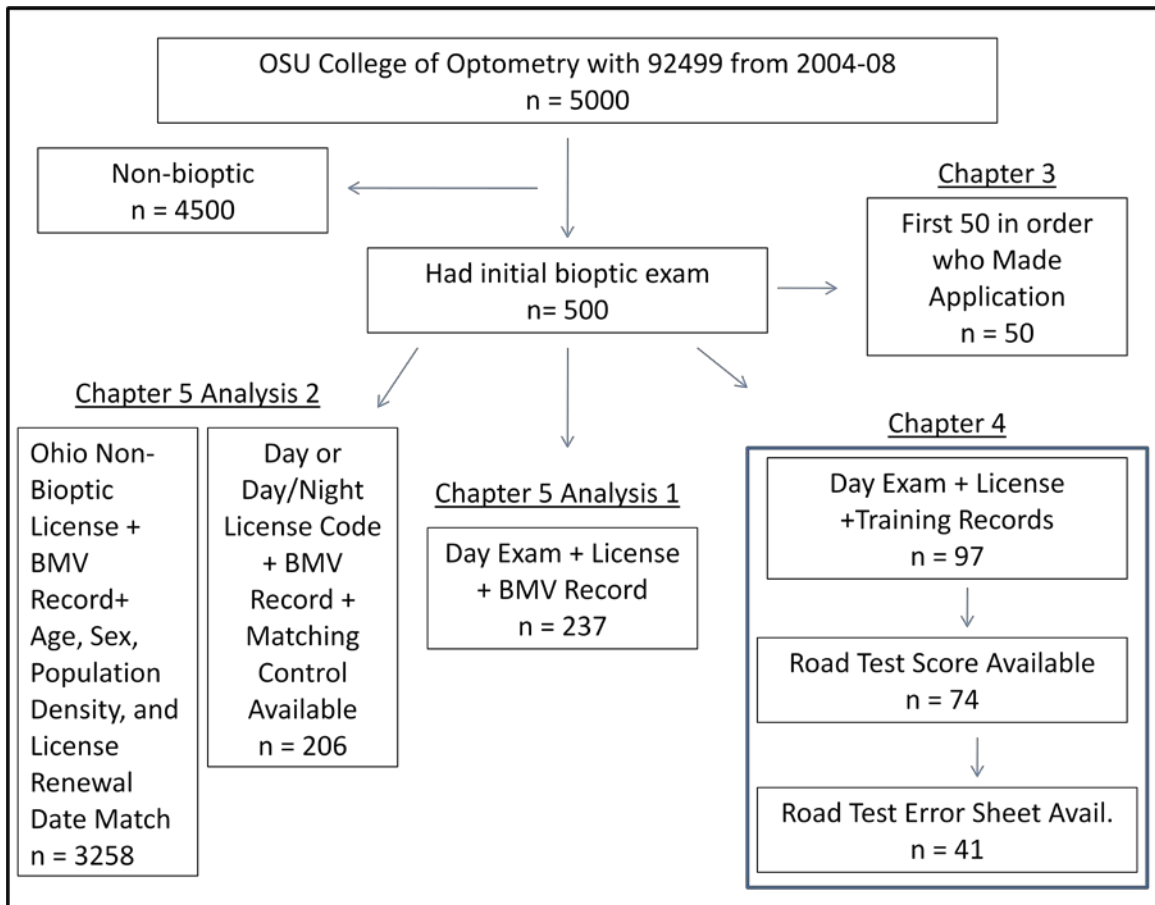 OSU College of Optometry with 92499 from 2004-08
n = 5000
Non-bioptic
n = 4500
Chapter 3
First 50 in order
who Made
Application
n = 50
Had initial bioptic exam
n= 500
Chapter 5 Analysis 2
Ohio Non-
Bioptic
License +
BMV
Record+
Age, Sex,
Population
Density, and
License
Renewal
Date Match
n = 3258
Day or
Day/Night
License Code
+ BMV
Record +
Matching
Control
Available
n = 206
Chapter 5 Analysis 1
Day Exam + License
+ BMV Record
n = 237
Chapter 4
Day Exam + License
+Training Records
n = 97
Road Test Score Available
n = 74
Road Test Error Sheet Avail.
n = 41